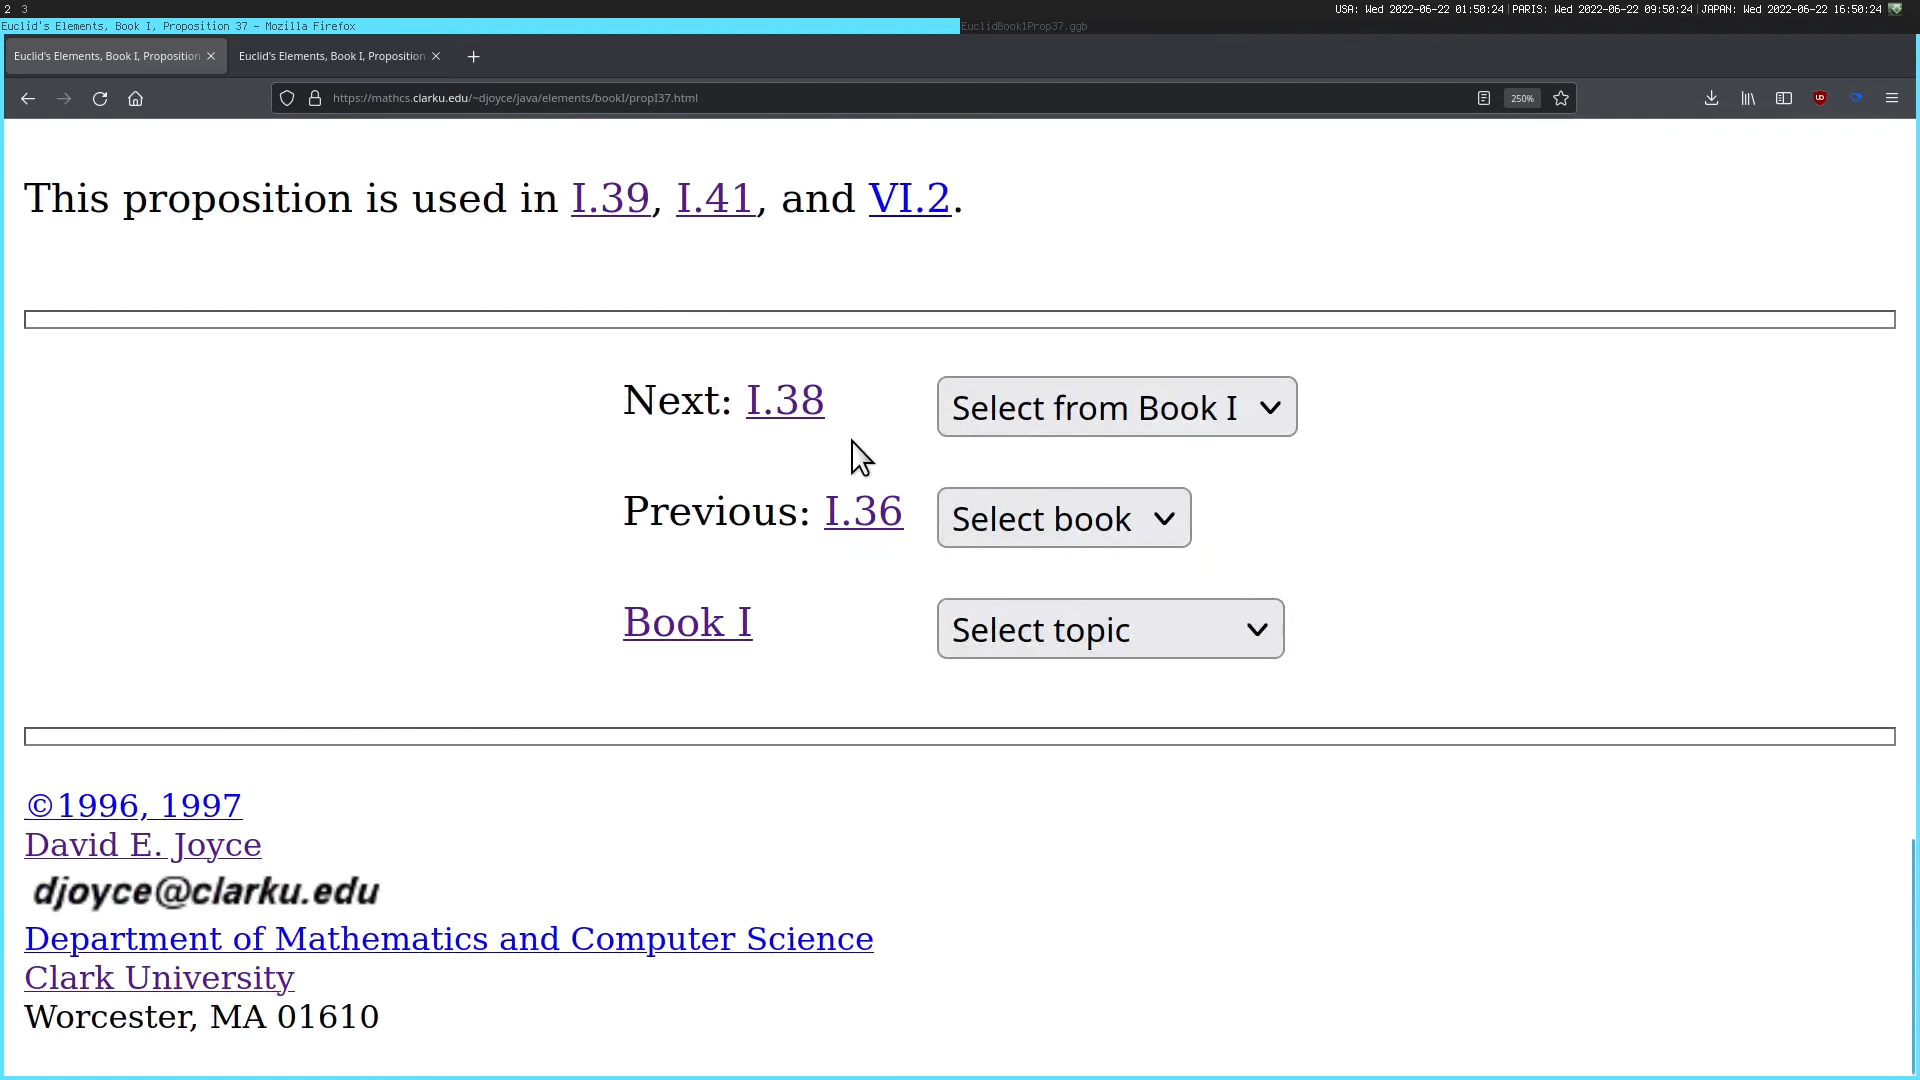 2 3
USA: Wed 2022-06-22 01:50:24 PARIS: Wed 2022-06-22 09:50:24 JAPAN: Wed 2022-06-22 16:50:24
Euclid's Elements, Book I, Proposition 37 — Mozilla Firefox EuclidBook1Prop37.ggb
Euclid's Elements, Book I, Proposition Euclid's Elements, Book I, Proposition
https://mathcs.clarku.edu/~djoyce/java/elements/bookI/propI37.html 250%
This proposition is used in I.39, I.41, and VI.2.
Next: I.38 Select from Book I
Previous: I.36 Select book
Book I Select topic
©1996, 1997
David E. Joyce
djoyce@clarku.edu
Department of Mathematics and Computer Science
Clark University
Worcester, MA 01610